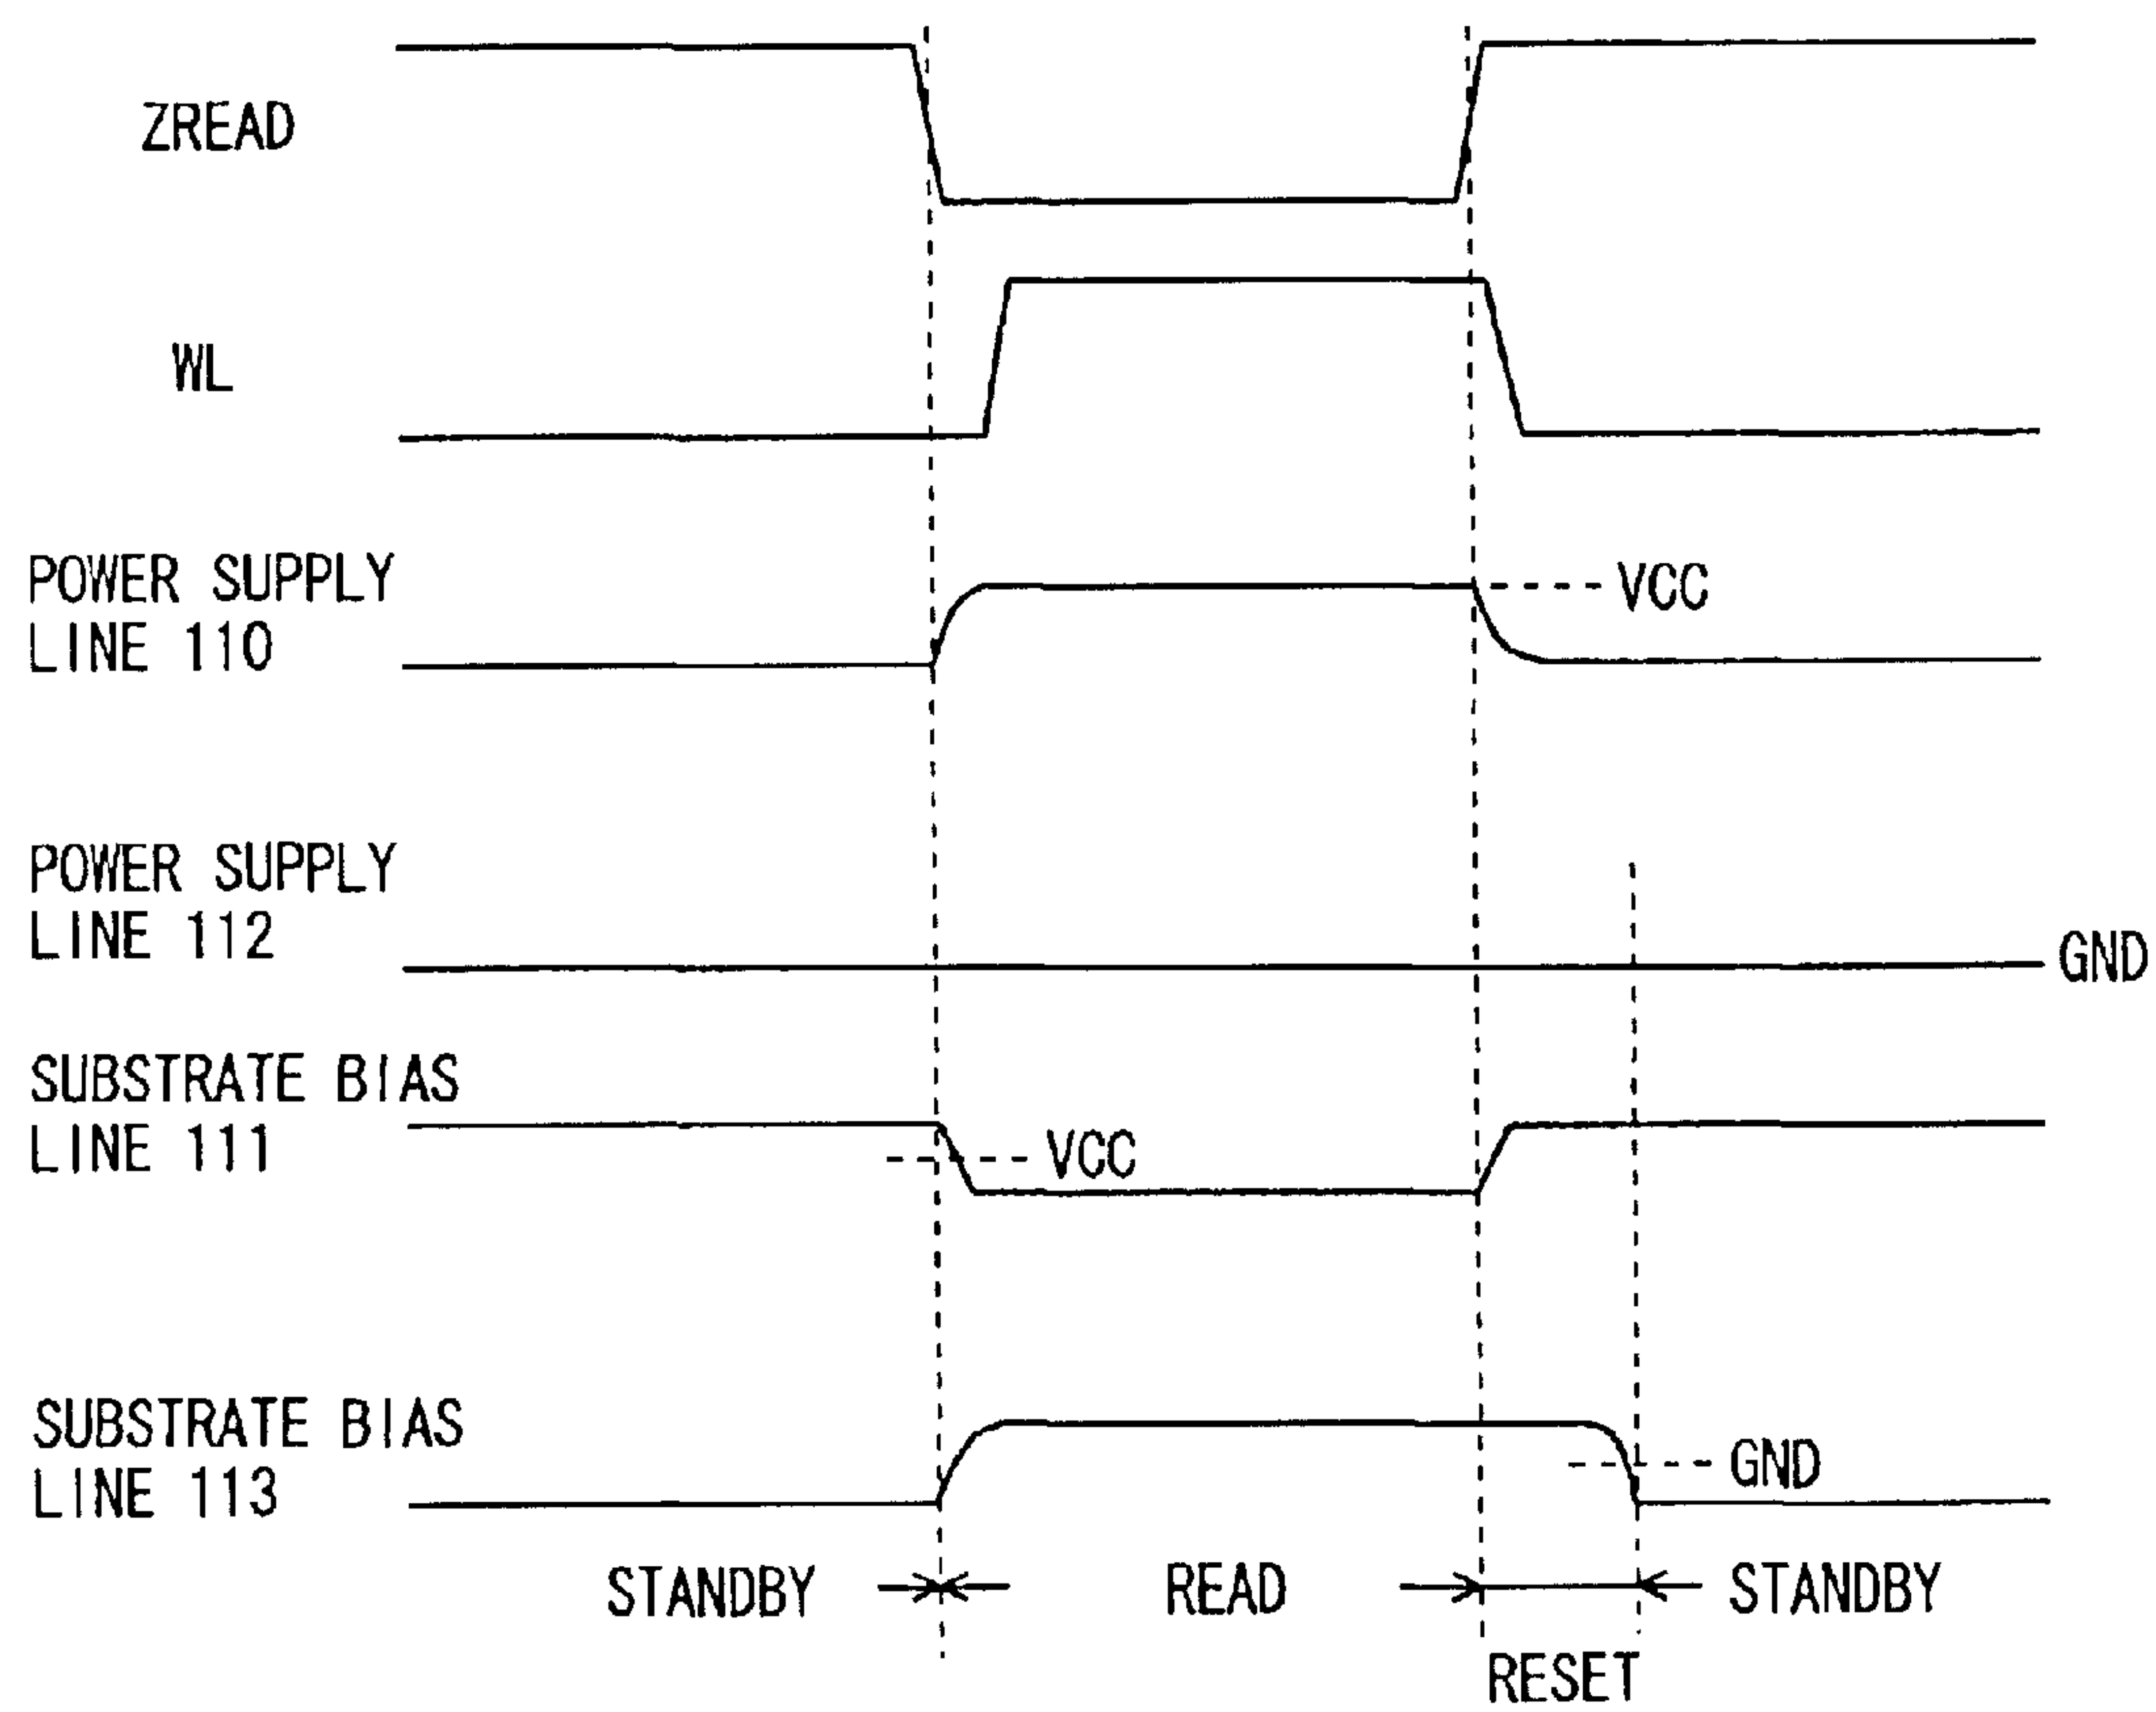 ZREAD
WL
POWER SUPPLY
LINE 110
VCC
POWER SUPPLY
LINE 112
GND
SUBSTRATE BIAS
LINE 111
VCC
SUBSTRATE BIAS
LINE 113
GND
STANDBY
READ
STANDBY
RESET